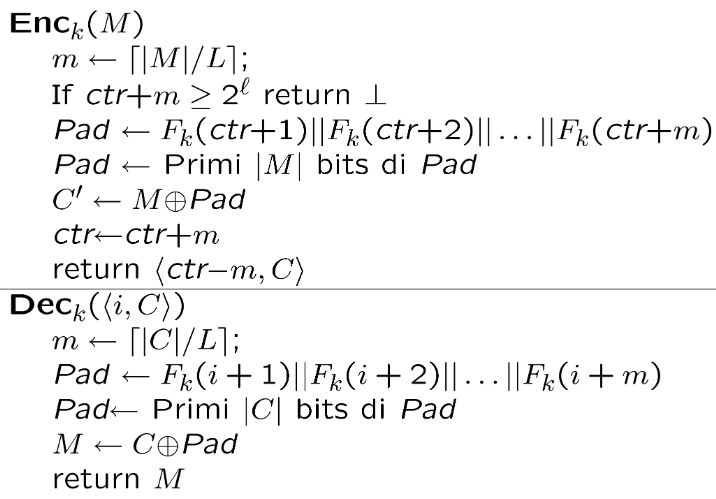 Enc_k(M)
m ← ⌈|M|/L⌉;
If ctr+m ≥ 2^ℓ return ⊥
Pad ← F_k(ctr+1)||F_k(ctr+2)||...||F_k(ctr+m)
Pad ← Primi |M| bits di Pad
C′ ← M⊕Pad
ctr←ctr+m
return ⟨ctr−m, C⟩
Dec_k(⟨i, C⟩)
m ← ⌈|C|/L⌉;
Pad ← F_k(i + 1)||F_k(i + 2)||...||F_k(i + m)
Pad← Primi |C| bits di Pad
M ← C⊕Pad
return M